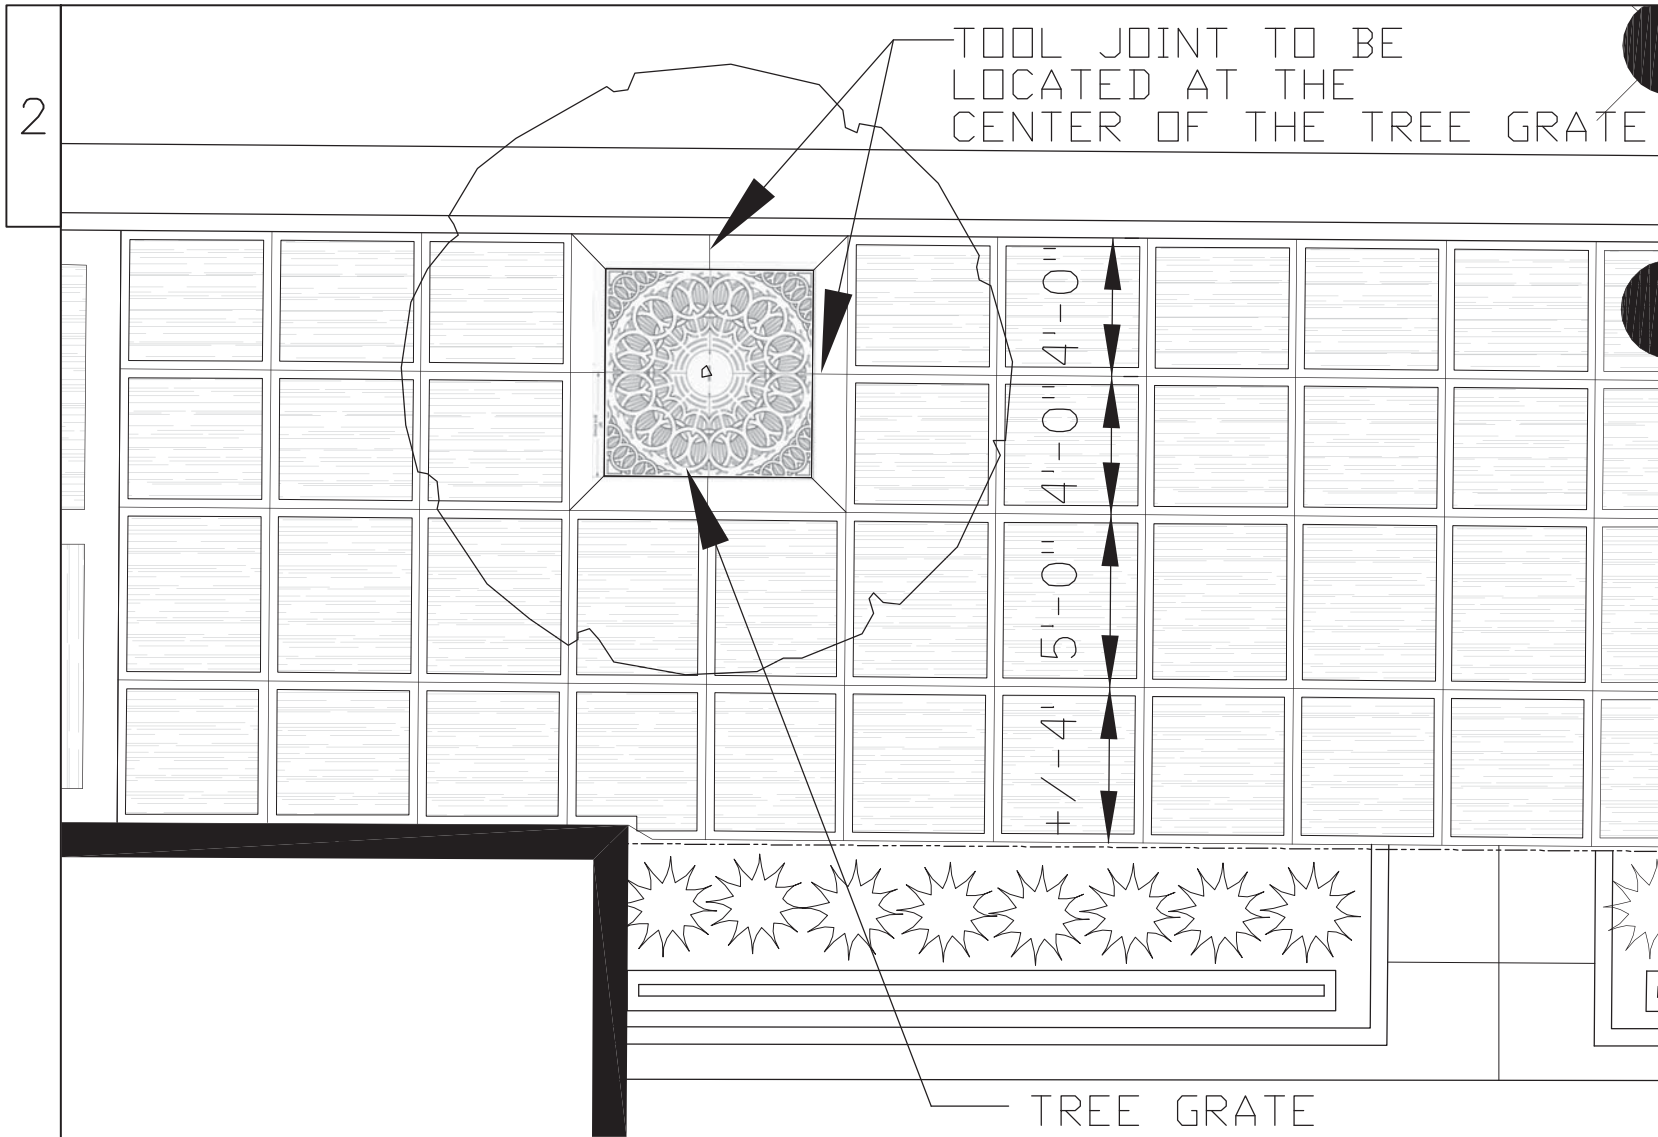 2
TOOL JOINT TO BE
LOCATED AT THE
CENTER OF THE TREE GRATE
4'-0"
4'-0"
5'-0"
+/-4'
TREE GRATE